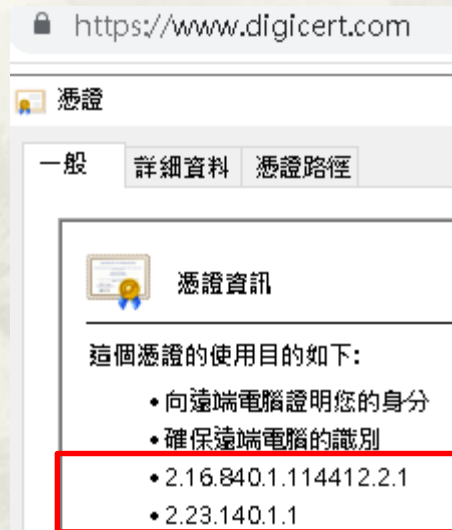 https://www.digicert.com
憑證
一般 詳細資料 憑證路徑
憑證資訊
這個憑證的使用目的如下:
•向遠端電腦證明您的身分
•確保遠端電腦的識別
•2.16.840.1.114412.2.1
•2.23.140.1.1